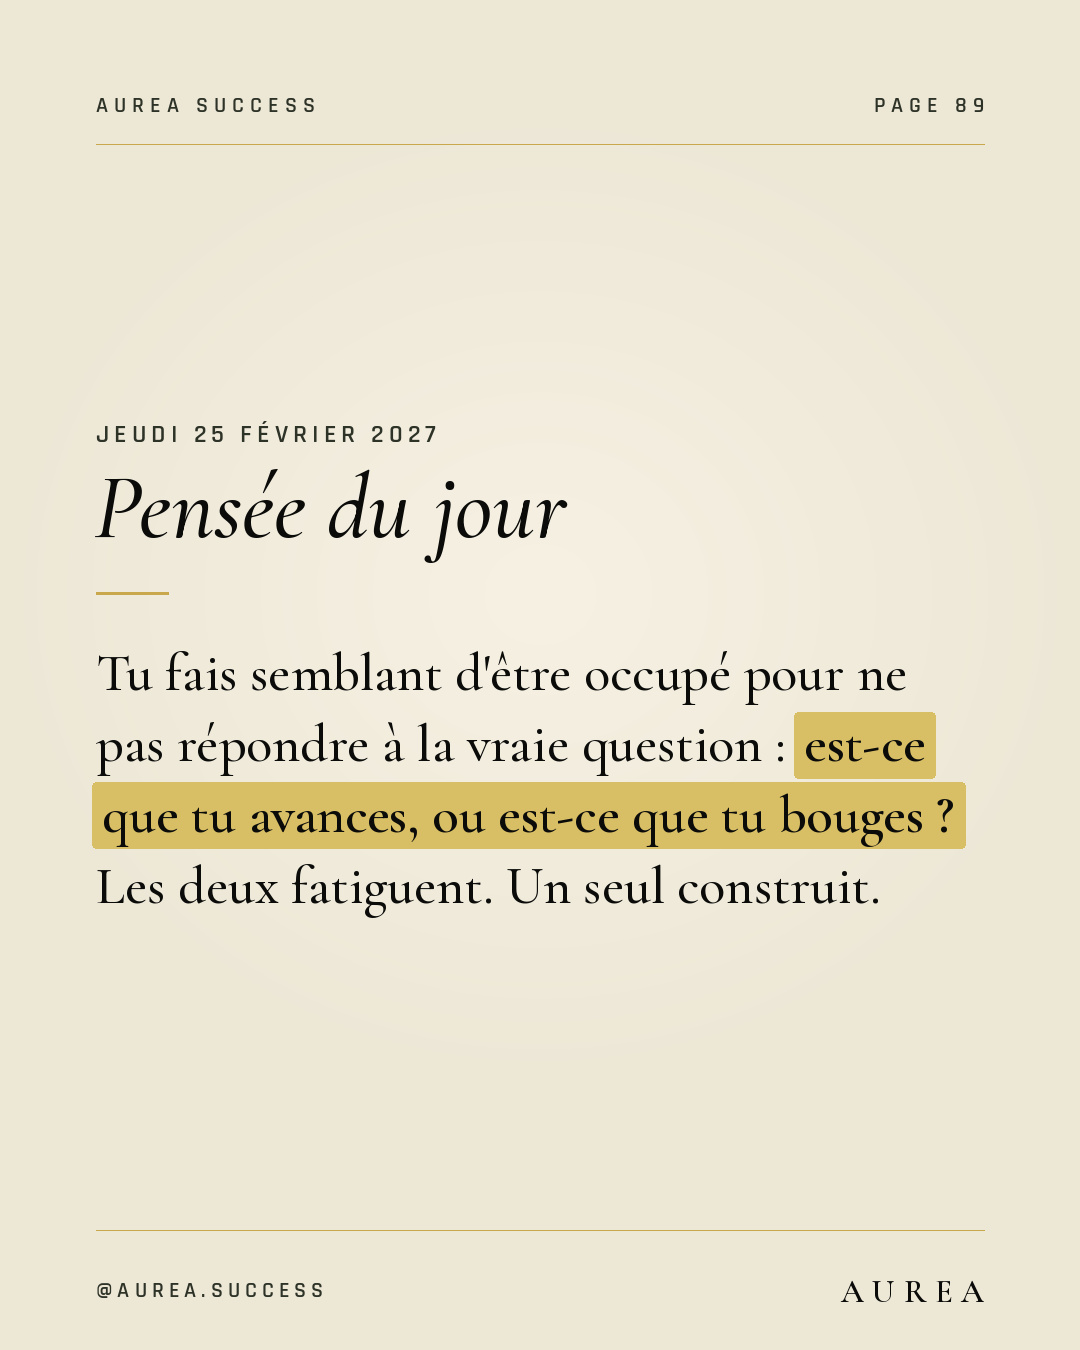 AUREA SUCCESS
PAGE 89
JEUDI 25 FÉVRIER 2027
Pensée du jour
Tu fais semblant d'être occupé pour ne
pas répondre à la vraie question : est-ce
que tu avances, ou est-ce que tu bouges ?
Les deux fatiguent. Un seul construit.
@AUREA.SUCCESS
AUREA